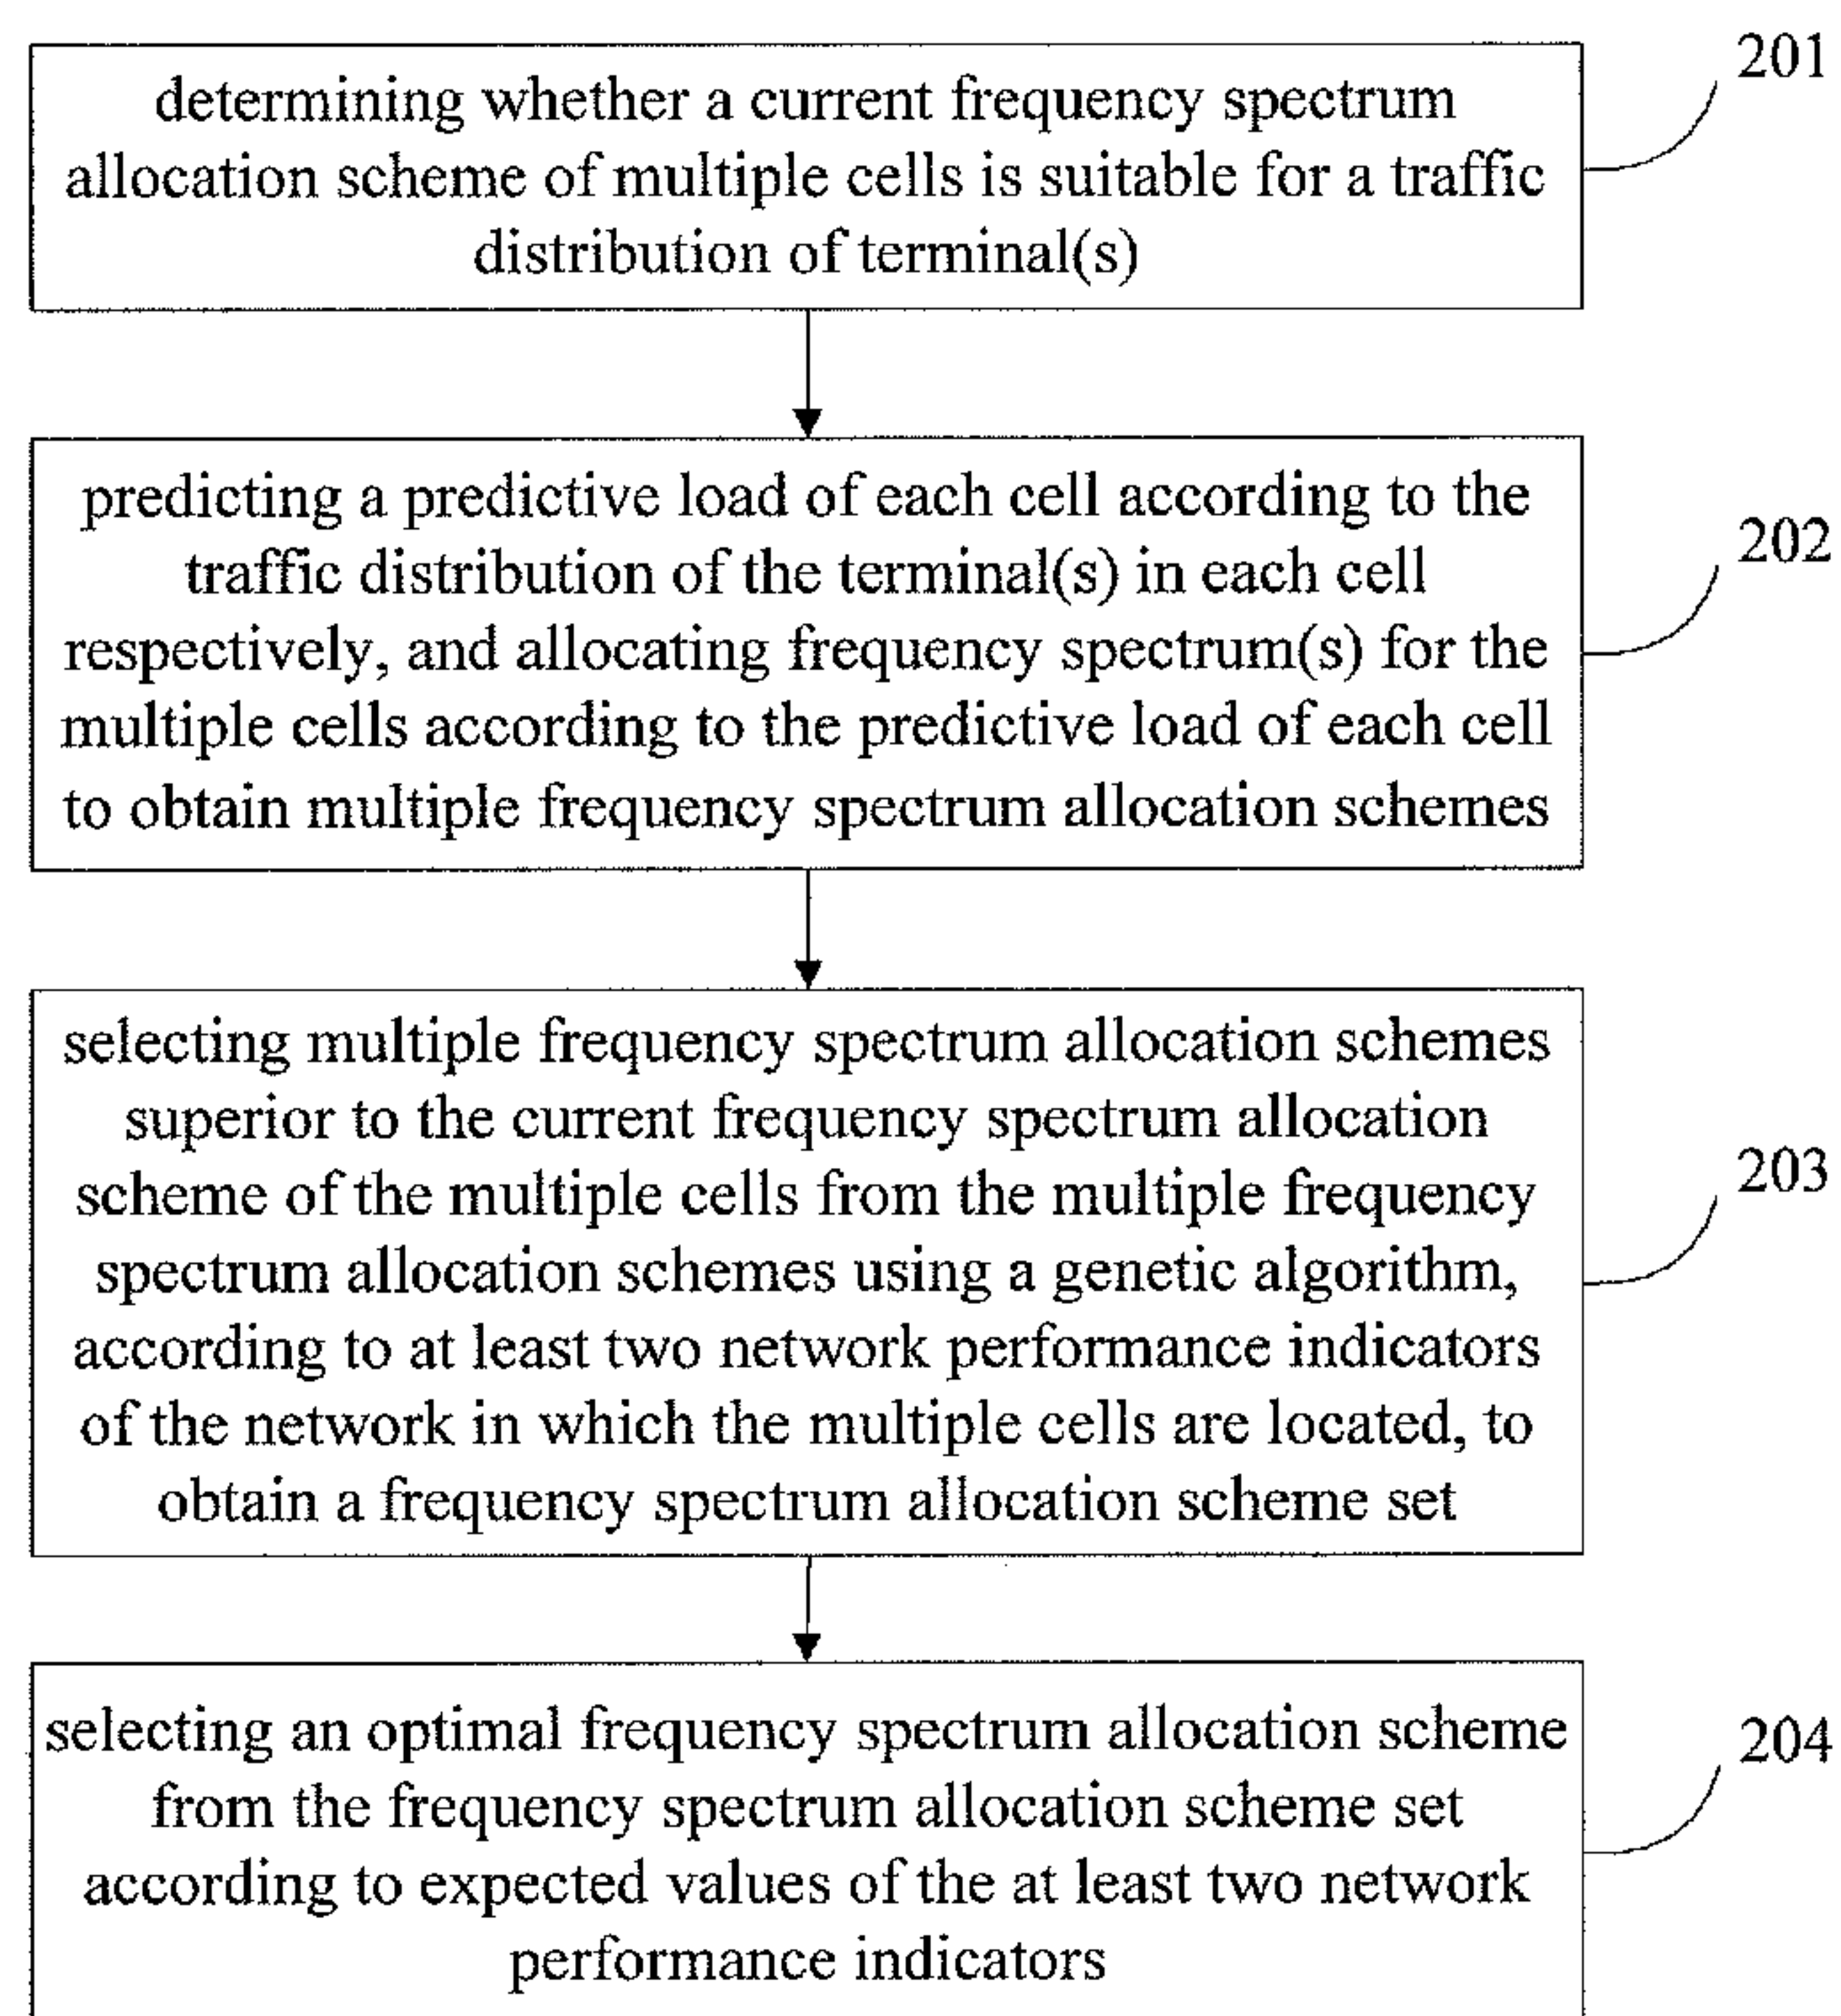 determining whether a current frequency spectrum
allocation scheme of multiple cells is suitable for a traffic
distribution of terminal(s)
201
predicting a predictive load of each cell according to the
traffic distribution of the terminal(s) in each cell
respectively, and allocating frequency spectrum(s) for the
multiple cells according to the predictive load of each cell
to obtain multiple frequency spectrum allocation schemes
202
selecting multiple frequency spectrum allocation schemes
superior to the current frequency spectrum allocation
scheme of the multiple cells from the multiple frequency
spectrum allocation schemes using a genetic algorithm,
according to at least two network performance indicators
of the network in which the multiple cells are located, to
obtain a frequency spectrum allocation scheme set
203
selecting an optimal frequency spectrum allocation scheme
from the frequency spectrum allocation scheme set
according to expected values of the at least two network
performance indicators
204